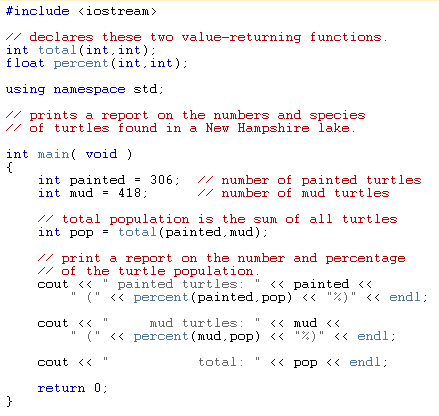 #include <iostream>
// declares these two value-returning functions.
int total(int,int);
float percent(int,int);
using namespace std;
// prints a report on the numbers and species
// of turtles found in a New Hampshire lake.
int main( void )
{
    int painted = 306;  // number of painted turtles
    int mud = 418;      // number of mud turtles
    // total population is the sum of all turtles
    int pop = total(painted,mud);
    // print a report on the number and percentage
    // of the turtle population.
    cout << " painted turtles: " << painted <<
        " (" << percent(painted,pop) << "%)" << endl;
    cout << "     mud turtles: " << mud <<
        " (" << percent(mud,pop) << "%)" << endl;
    cout << "           total: " << pop << endl;
    return 0;
}